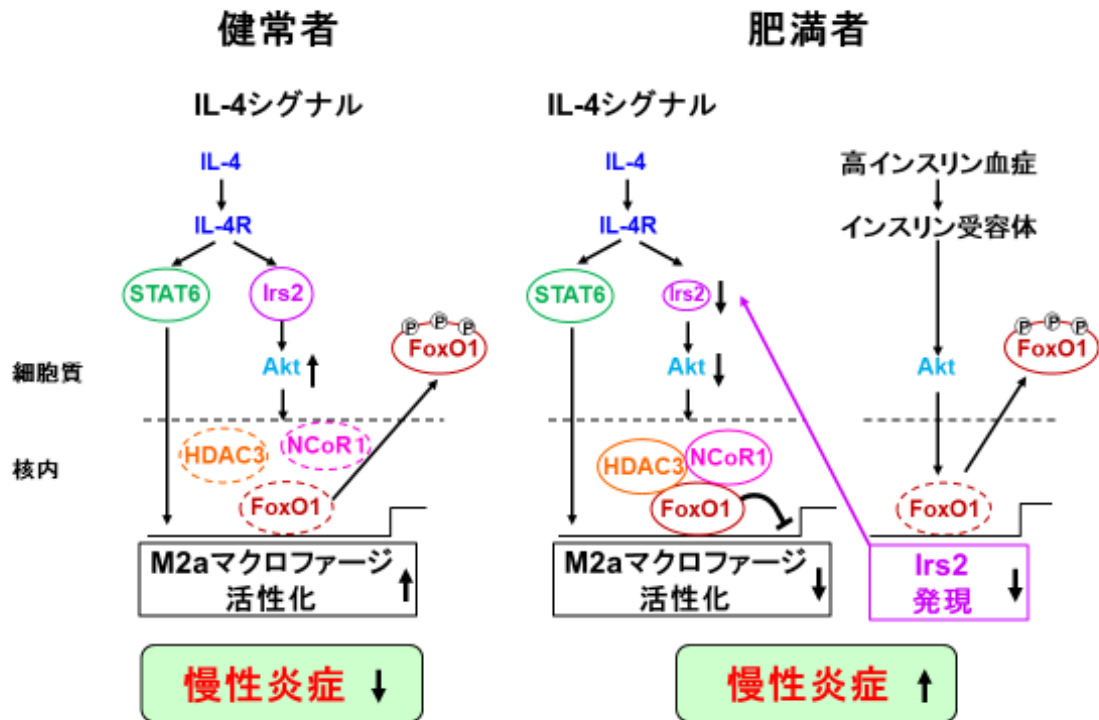 健常者
IL-4シグナル
IL-4
IL-4R
STAT6
Irs2
P P P
FoxO1
Akt
細胞質
核内
HDAC3
NCoR1
FoxO1
M2aマクロファージ
活性化
慢性炎症
肥満者
IL-4シグナル
IL-4
IL-4R
STAT6
Irs2
Akt
HDAC3
NCoR1
FoxO1
M2aマクロファージ
活性化
高インスリン血症
インスリン受容体
P P P
FoxO1
Akt
FoxO1
Irs2
発現
慢性炎症